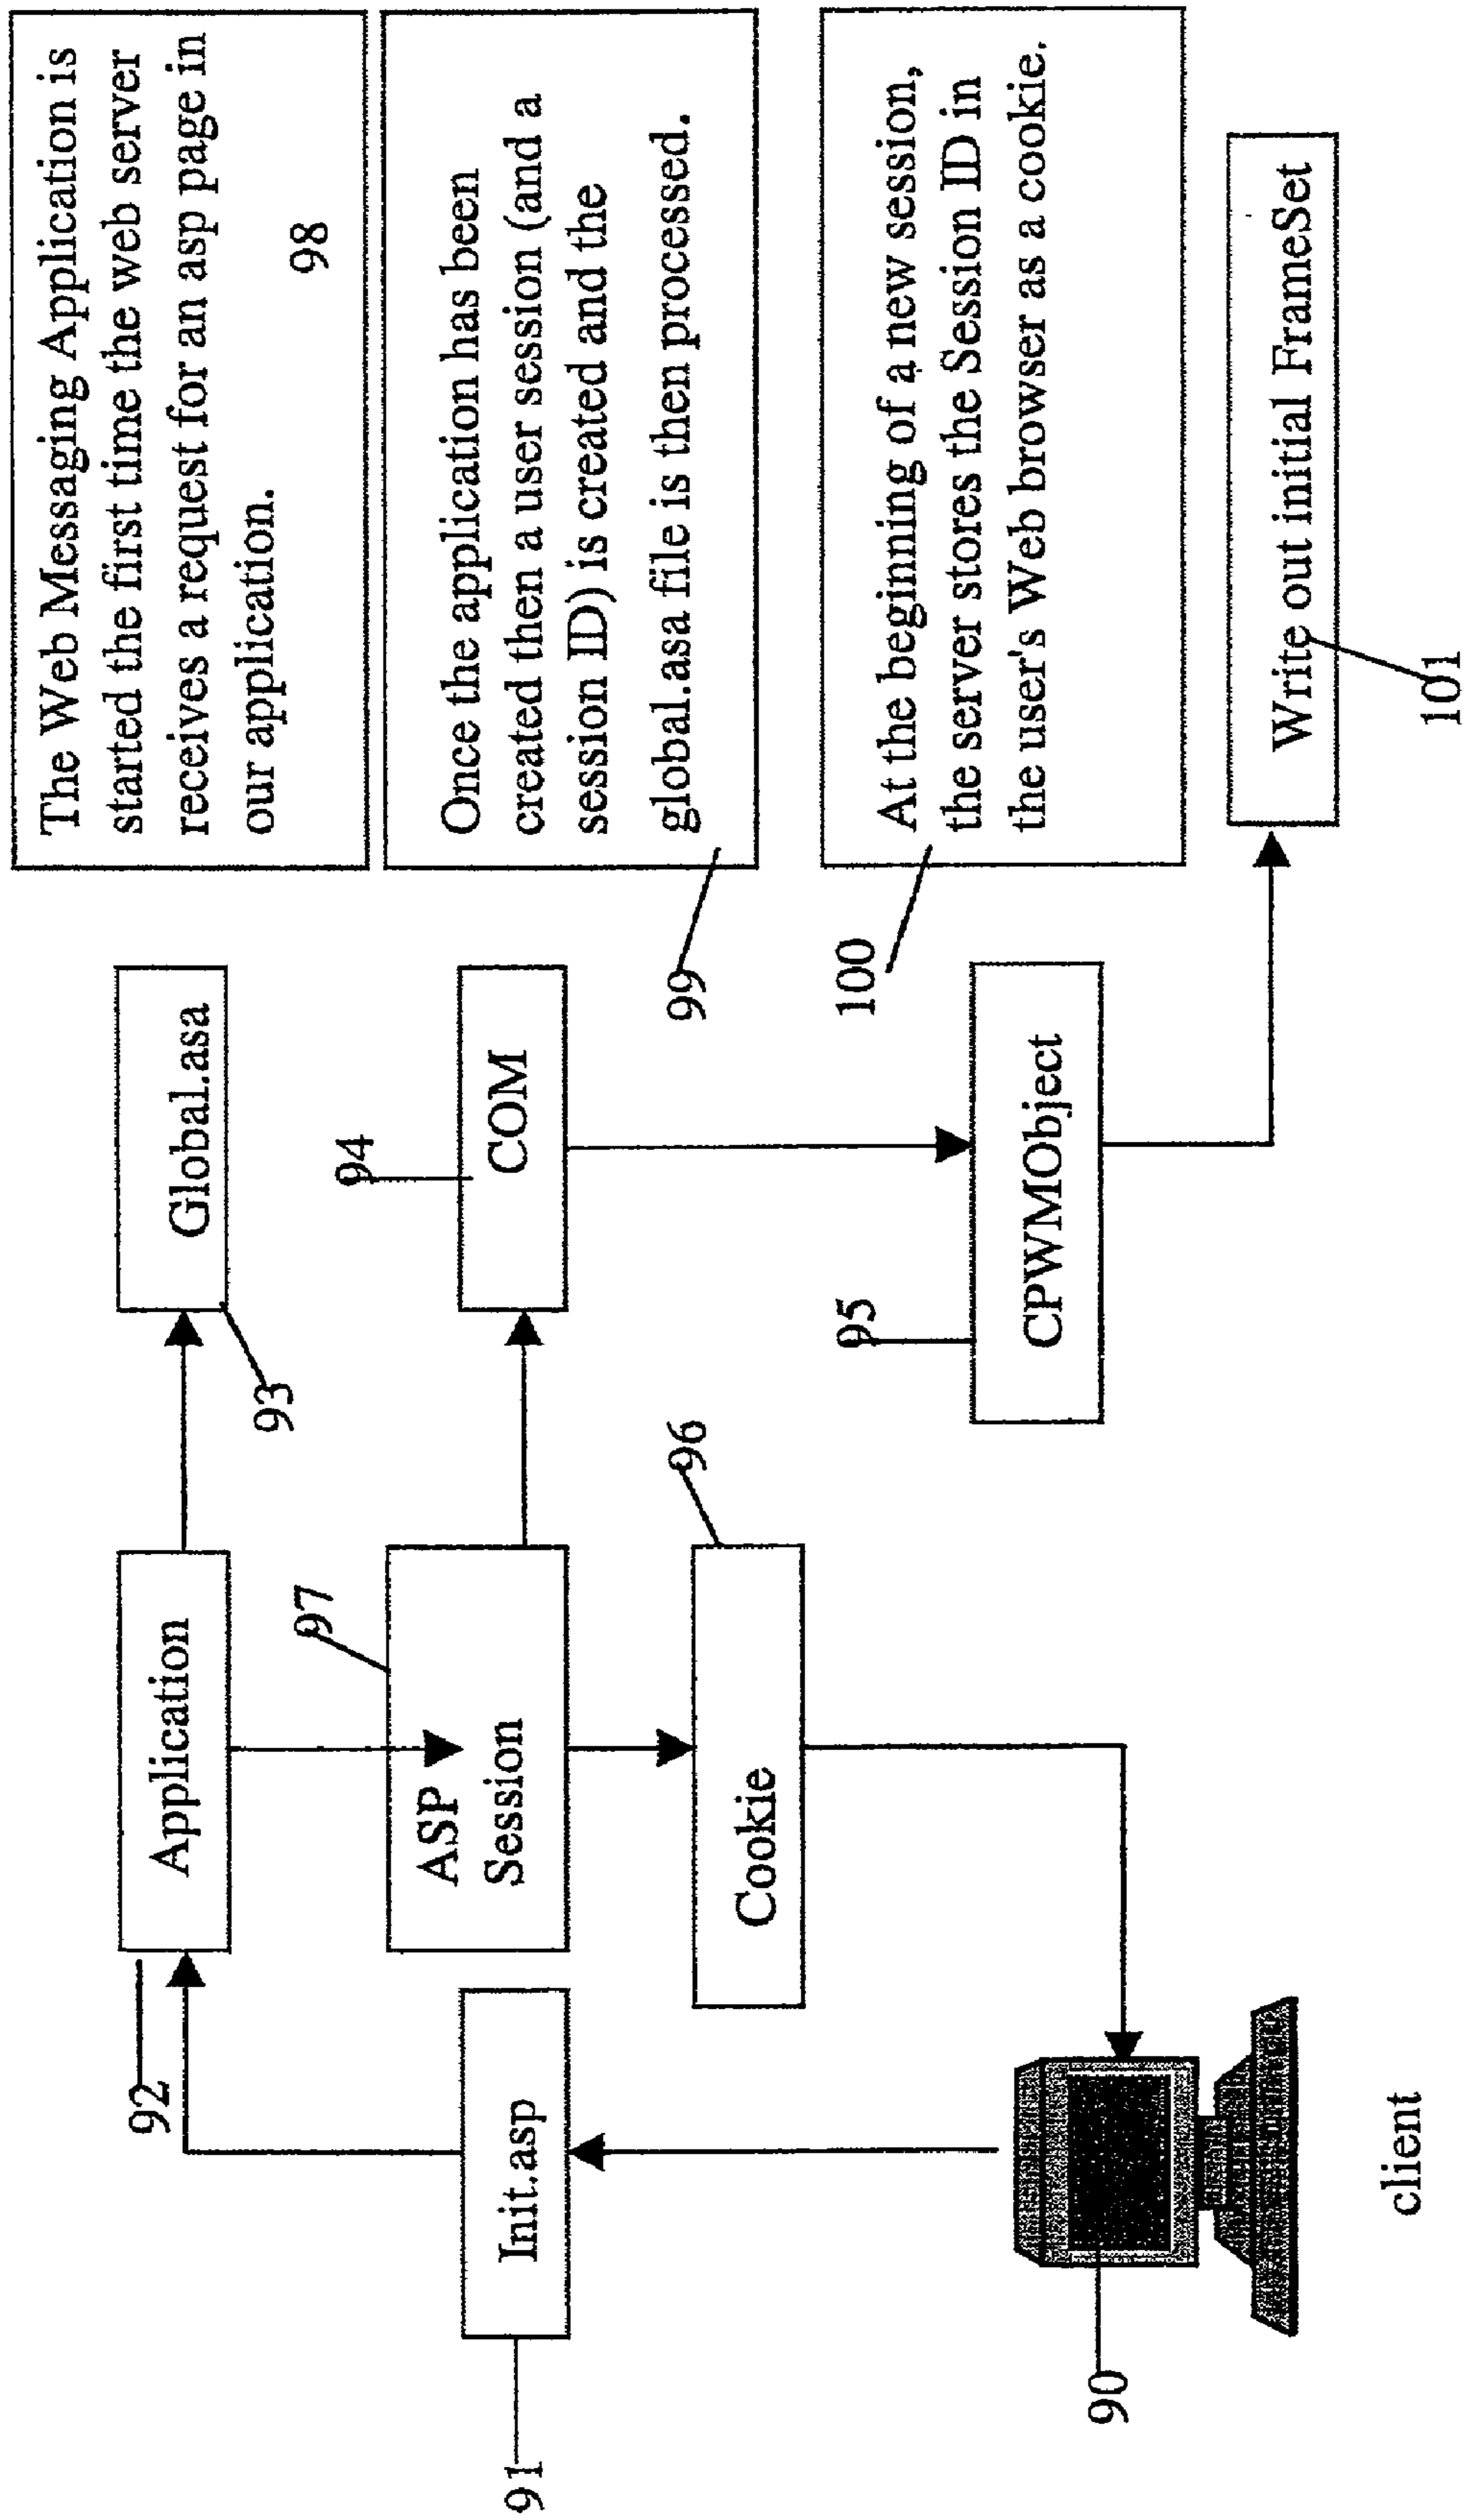 The Web Messaging Application is
started the first time the web server
receives a request for an asp page in
our application.
98
Once the application has been
created then a user session (and a
session ID) is created and the
global.asa file is then processed.
99
At the beginning of a new session,
the server stores the Session ID in
the user's Web browser as a cookie.
100
Write out initial FrameSet
101
Global.asa
93
94
COM
95
CPWMObject
92
Application
97
ASP
Session
96
Cookie
Init.asp
91
90
client